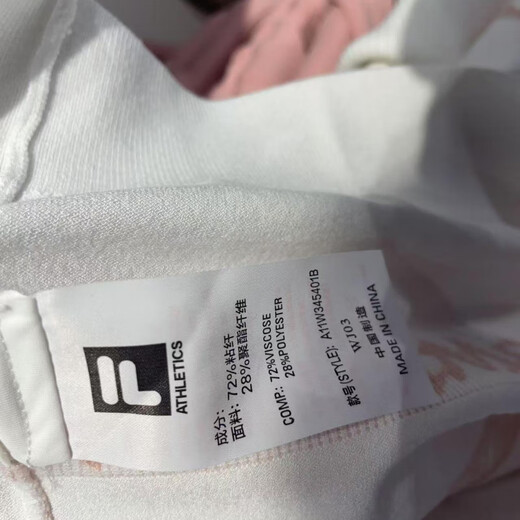 F
ATHLETICS
成分:
面料: 72%粘纤
28%聚酯纤维
COMP.: 72%VISCOSE
28%POLYESTER
款号(STYLE): A11W345401B
WJ03
中国制造
MADE IN CHINA